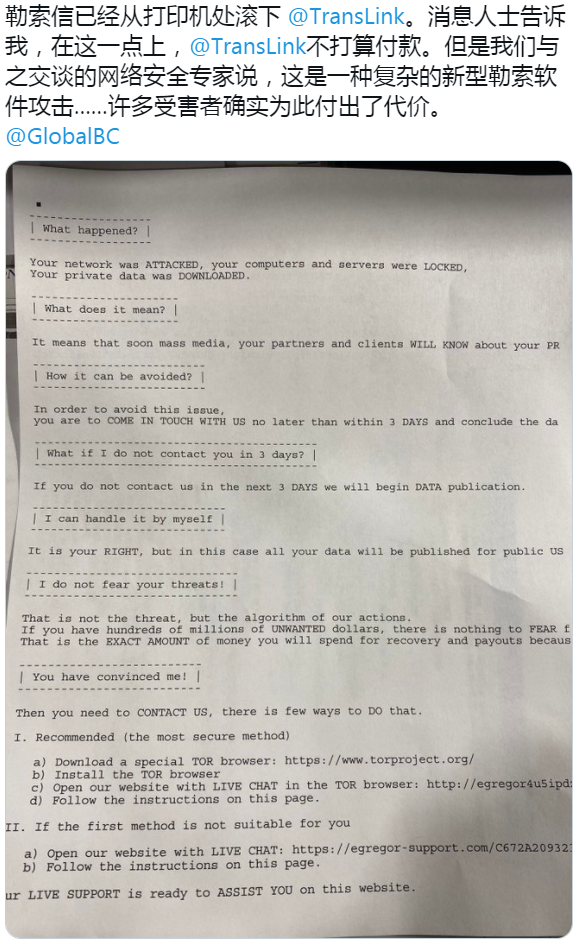 勒索信已经从打印机处滚下 @TransLink。消息人士告诉
我，在这一点上，@TransLink不打算付款。但是我们与
之交谈的网络安全专家说，这是一种复杂的新型勒索软
件攻击......许多受害者确实为此付出了代价。
@GlobalBC
| What happened? |
Your network was ATTACKED, your computers and servers were LOCKED,
Your private data was DOWNLOADED.
| What does it mean? |
It means that soon mass media, your partners and clients WILL KNOW about your PR
| How it can be avoided? |
In order to avoid this issue,
you are to COME IN TOUCH WITH US no later than within 3 DAYS and conclude the da
| What if I do not contact you in 3 days? |
If you do not contact us in the next 3 DAYS we will begin DATA publication.
| I can handle it by myself |
It is your RIGHT, but in this case all your data will be published for public US
| I do not fear your threats! |
That is not the threat, but the algorithm of our actions.
If you have hundreds of millions of UNWANTED dollars, there is nothing to FEAR f
That is the EXACT AMOUNT of money you will spend for recovery and payouts becaus
| You have convinced me! |
Then you need to CONTACT US, there is few ways to DO that.
I. Recommended (the most secure method)
a) Download a special TOR browser: https://www.torproject.org/
b) Install the TOR browser
c) Open our website with LIVE CHAT in the TOR browser: http://egregor4u5ipdz
d) Follow the instructions on this page.
II. If the first method is not suitable for you
a) Open our website with LIVE CHAT: https://egregor-support.com/C672A20932
b) Follow the instructions on this page.
ur LIVE SUPPORT is ready to ASSIST YOU on this website.